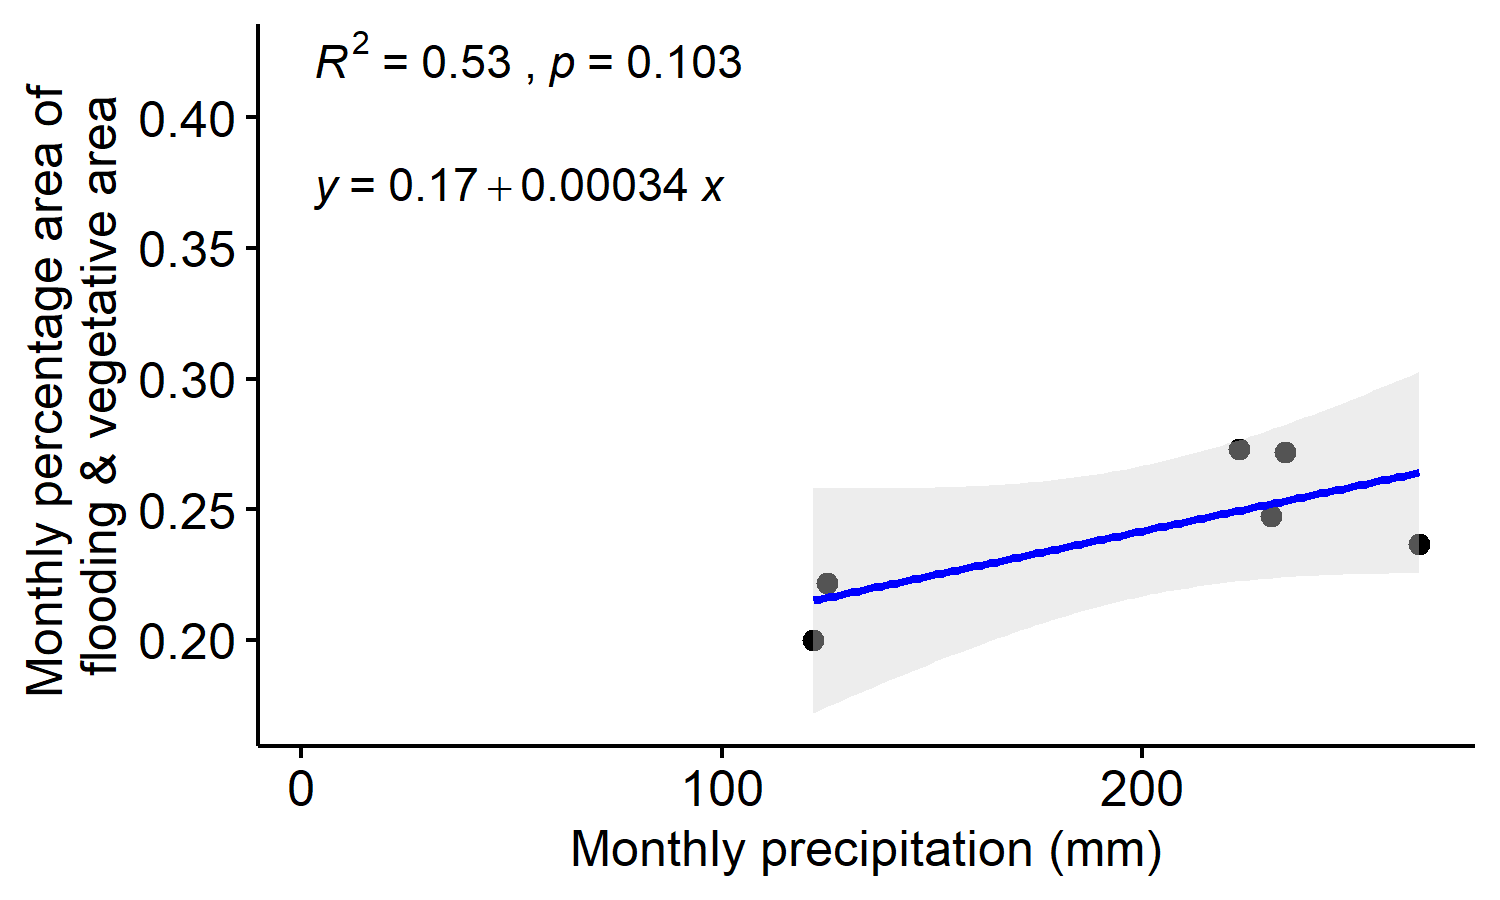 R² = 0.53 , p = 0.103
y = 0.17 + 0.00034 x
Monthly percentage area of
flooding & vegetative area
0.40
0.35
0.30
0.25
0.20
0
100
200
Monthly precipitation (mm)